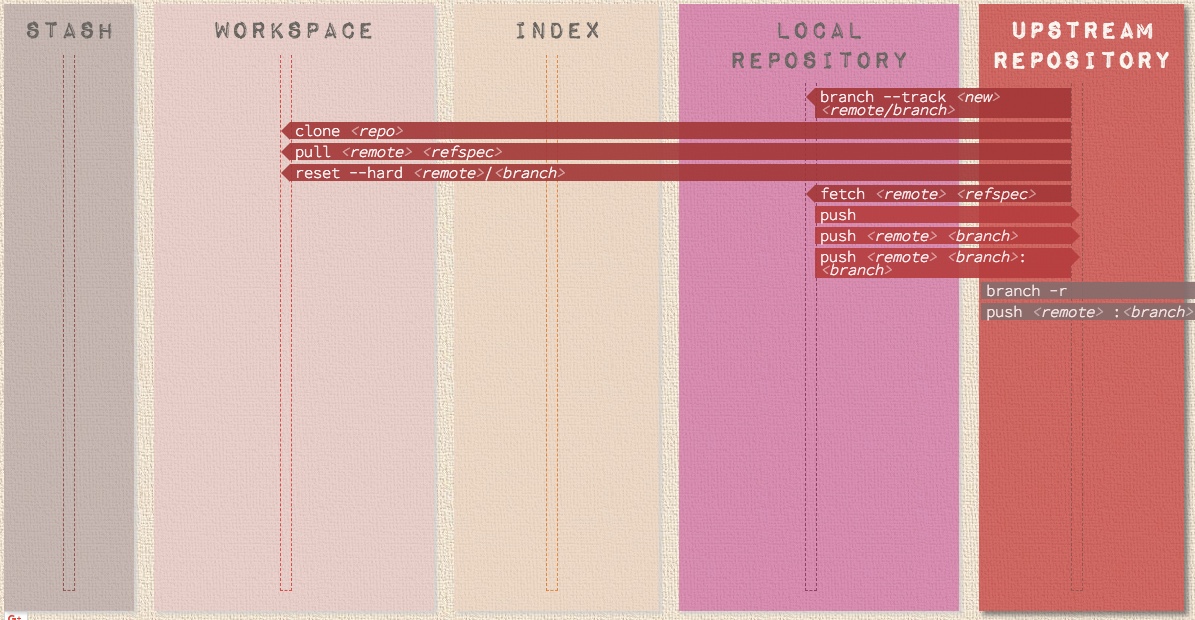 STASH
WORKSPACE
INDEX
LOCAL
REPOSITORY
UPSTREAM
REPOSITORY
branch --track <new>
<remote/branch>
clone <repo>
pull <remote> <refspec>
reset --hard <remote>/<branch>
fetch <remote> <refspec>
push
push <remote> <branch>
push <remote> <branch>:
<branch>
branch -r
push <remote> :<branch>
G+